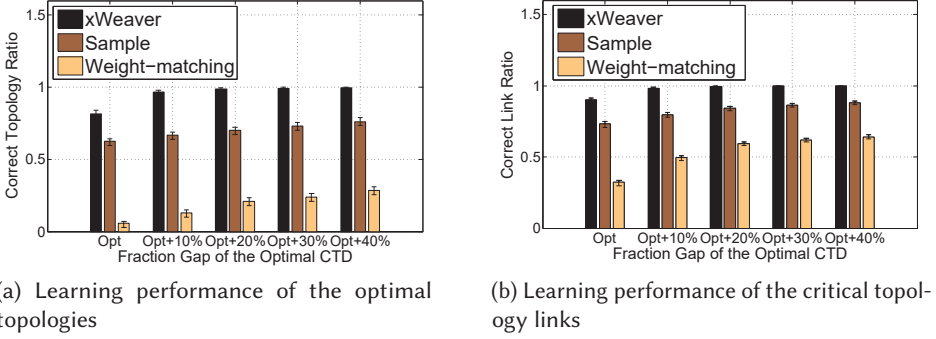 1.5
1
0.5
0
Correct Topology Ratio
xWeaver
Sample
Weight−matching
Opt Opt+10% Opt+20% Opt+30% Opt+40%
Fraction Gap of the Optimal CTD
(a) Learning performance of the optimal
topologies
1.5
1
0.5
0
Correct Link Ratio
xWeaver
Sample
Weight−matching
Opt Opt+10% Opt+20% Opt+30% Opt+40%
Fraction Gap of the Optimal CTD
(b) Learning performance of the critical topol-
ogy links